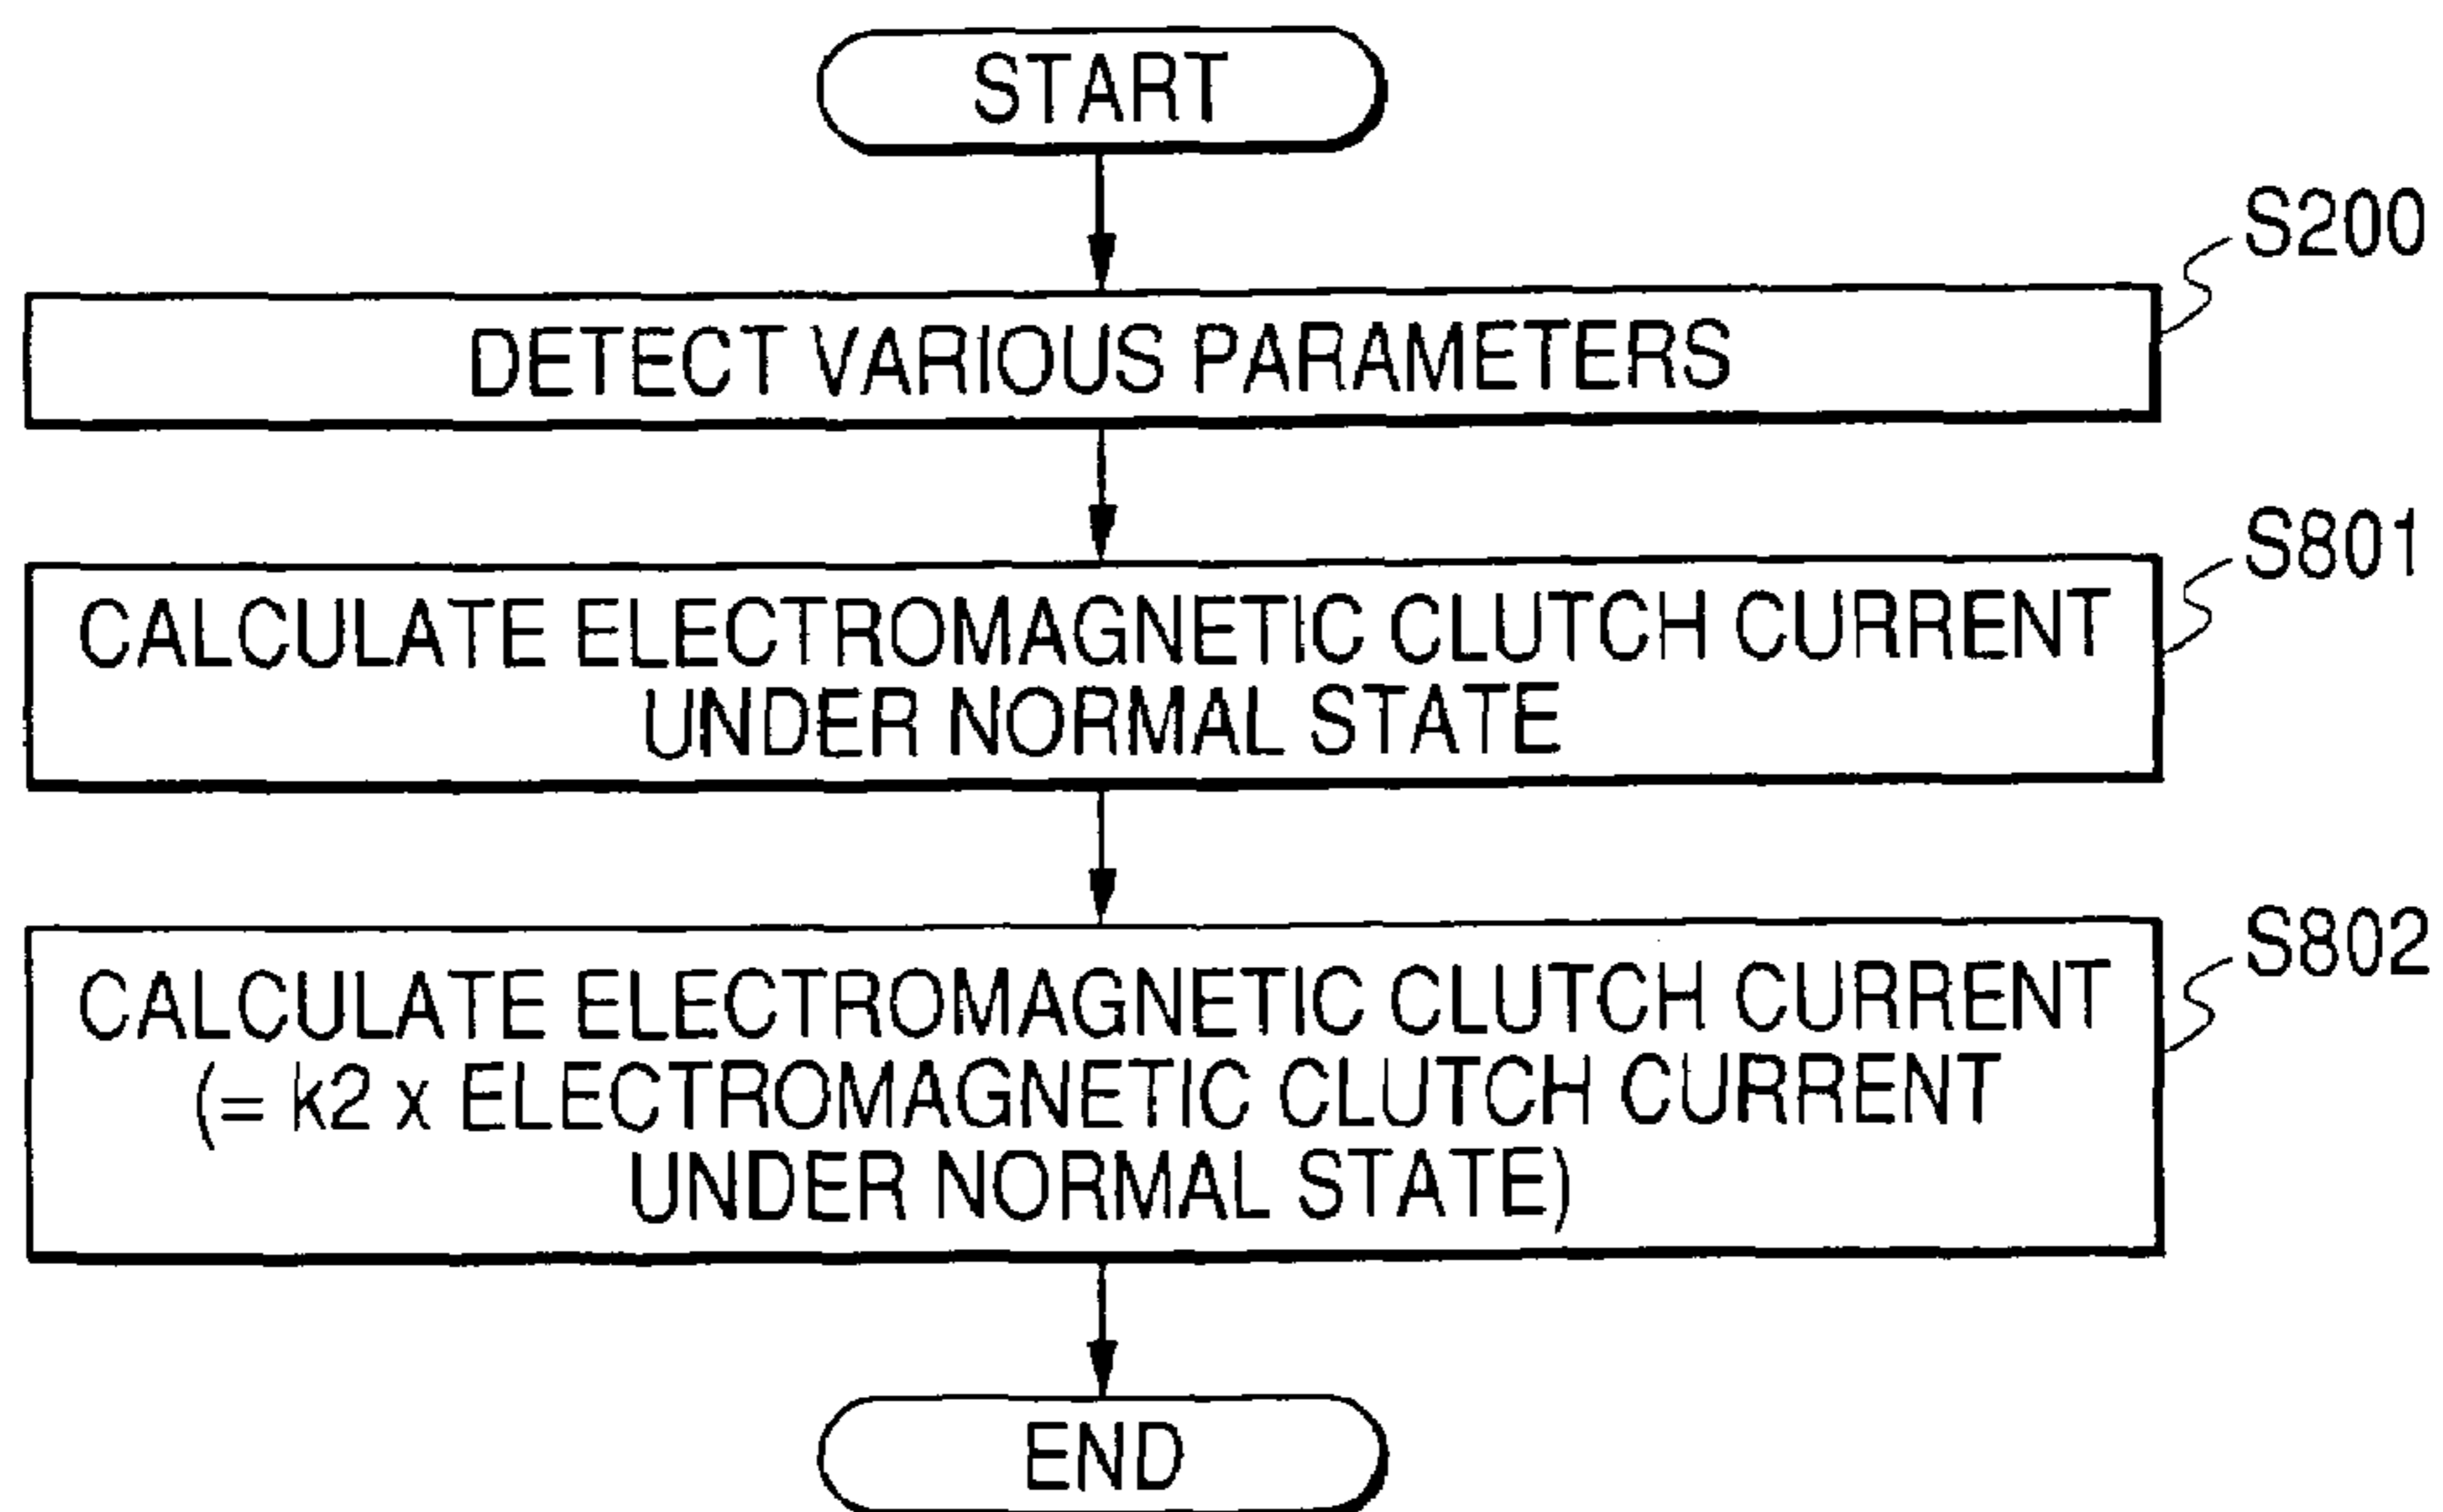 START
S200
DETECT VARIOUS PARAMETERS
S801
CALCULATE ELECTROMAGNETIC CLUTCH CURRENT
UNDER NORMAL STATE
S802
CALCULATE ELECTROMAGNETIC CLUTCH CURRENT
(= k2 x ELECTROMAGNETIC CLUTCH CURRENT
UNDER NORMAL STATE)
END